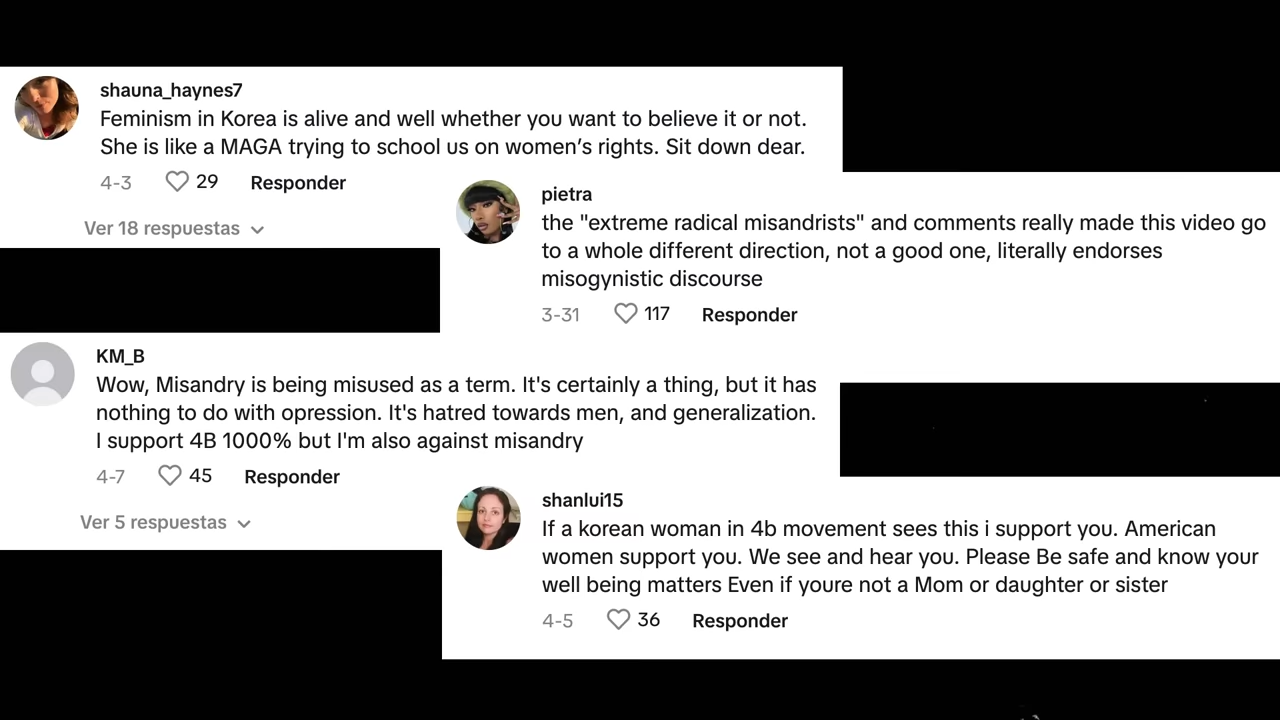 shauna_haynes7
Feminism in Korea is alive and well whether you want to believe it or not.
She is like a MAGA trying to school us on women’s rights. Sit down dear.
4-3 29 Responder
Ver 18 respuestas
pietra
the "extreme radical misandrists" and comments really made this video go
to a whole different direction, not a good one, literally endorses
misogynistic discourse
3-31 117 Responder
KM_B
Wow, Misandry is being misused as a term. It's certainly a thing, but it has
nothing to do with opression. It's hatred towards men, and generalization.
I support 4B 1000% but I'm also against misandry
4-7 45 Responder
Ver 5 respuestas
shanlui15
If a korean woman in 4b movement sees this i support you. American
women support you. We see and hear you. Please Be safe and know your
well being matters Even if youre not a Mom or daughter or sister
4-5 36 Responder